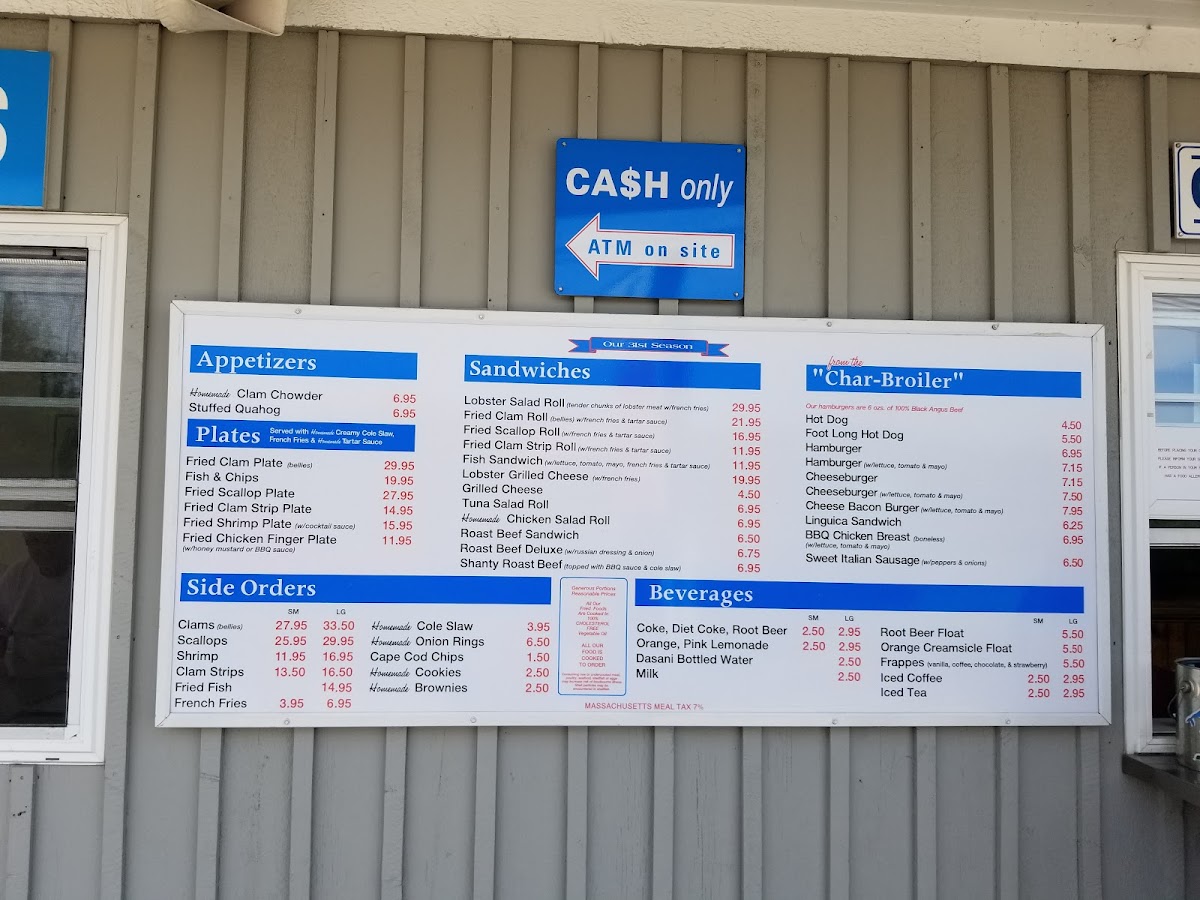 CA$H only
ATM on site
Our 31st Season
Appetizers
Homemade Clam Chowder 6.95
Stuffed Quahog 6.95
Plates Served with Homemade Creamy Cole Slaw,
French Fries & Homemade Tartar Sauce
Fried Clam Plate (bellies) 29.95
Fish & Chips 19.95
Fried Scallop Plate 27.95
Fried Clam Strip Plate 14.95
Fried Shrimp Plate (w/cocktail sauce) 15.95
Fried Chicken Finger Plate 11.95
(w/honey mustard or BBQ sauce)
Sandwiches
Lobster Salad Roll (tender chunks of lobster meat w/french fries) 29.95
Fried Clam Roll (bellies) w/french fries & tartar sauce) 21.95
Fried Scallop Roll (w/french fries & tartar sauce) 16.95
Fried Clam Strip Roll (w/french fries & tartar sauce) 11.95
Fish Sandwich (w/lettuce, tomato, mayo, french fries & tartar sauce) 11.95
Lobster Grilled Cheese (w/french fries) 19.95
Grilled Cheese 4.50
Tuna Salad Roll 6.95
Homemade Chicken Salad Roll 6.95
Roast Beef Sandwich 6.50
Roast Beef Deluxe (w/russian dressing & onion) 6.75
Shanty Roast Beef (topped with BBQ sauce & cole slaw) 6.95
from the
"Char-Broiler"
Our hamburgers are 6 ozs. of 100% Black Angus Beef
Hot Dog 4.50
Foot Long Hot Dog 5.50
Hamburger 6.95
Hamburger (w/lettuce, tomato & mayo) 7.15
Cheeseburger 7.15
Cheeseburger (w/lettuce, tomato & mayo) 7.50
Cheese Bacon Burger (w/lettuce, tomato & mayo) 7.95
Linguica Sandwich 6.25
BBQ Chicken Breast (boneless) 6.95
(w/lettuce, tomato & mayo)
Sweet Italian Sausage (w/peppers & onions) 6.50
Side Orders
SM LG
Clams (bellies) 27.95 33.50
Scallops 25.95 29.95
Shrimp 11.95 16.95
Clam Strips 13.50 16.50
Fried Fish 14.95
French Fries 3.95 6.95
Homemade Cole Slaw 3.95
Homemade Onion Rings 6.50
Cape Cod Chips 1.50
Homemade Cookies 2.50
Homemade Brownies 2.50
Generous Portions
Reasonable Prices
All Our
Fried Foods
Are Cooked In
100%
CHOLESTEROL
FREE
Vegetable Oil
ALL OUR
FOOD IS
COOKED
TO ORDER
Beverages
SM LG
Coke, Diet Coke, Root Beer 2.50 2.95
Orange, Pink Lemonade 2.50 2.95
Dasani Bottled Water 2.50
Milk 2.50
SM LG
Root Beer Float 5.50
Orange Creamsicle Float 5.50
Frappes (vanilla, coffee, chocolate, & strawberry) 5.50
Iced Coffee 2.50 2.95
Iced Tea 2.50 2.95
MASSACHUSETTS MEAL TAX 7%